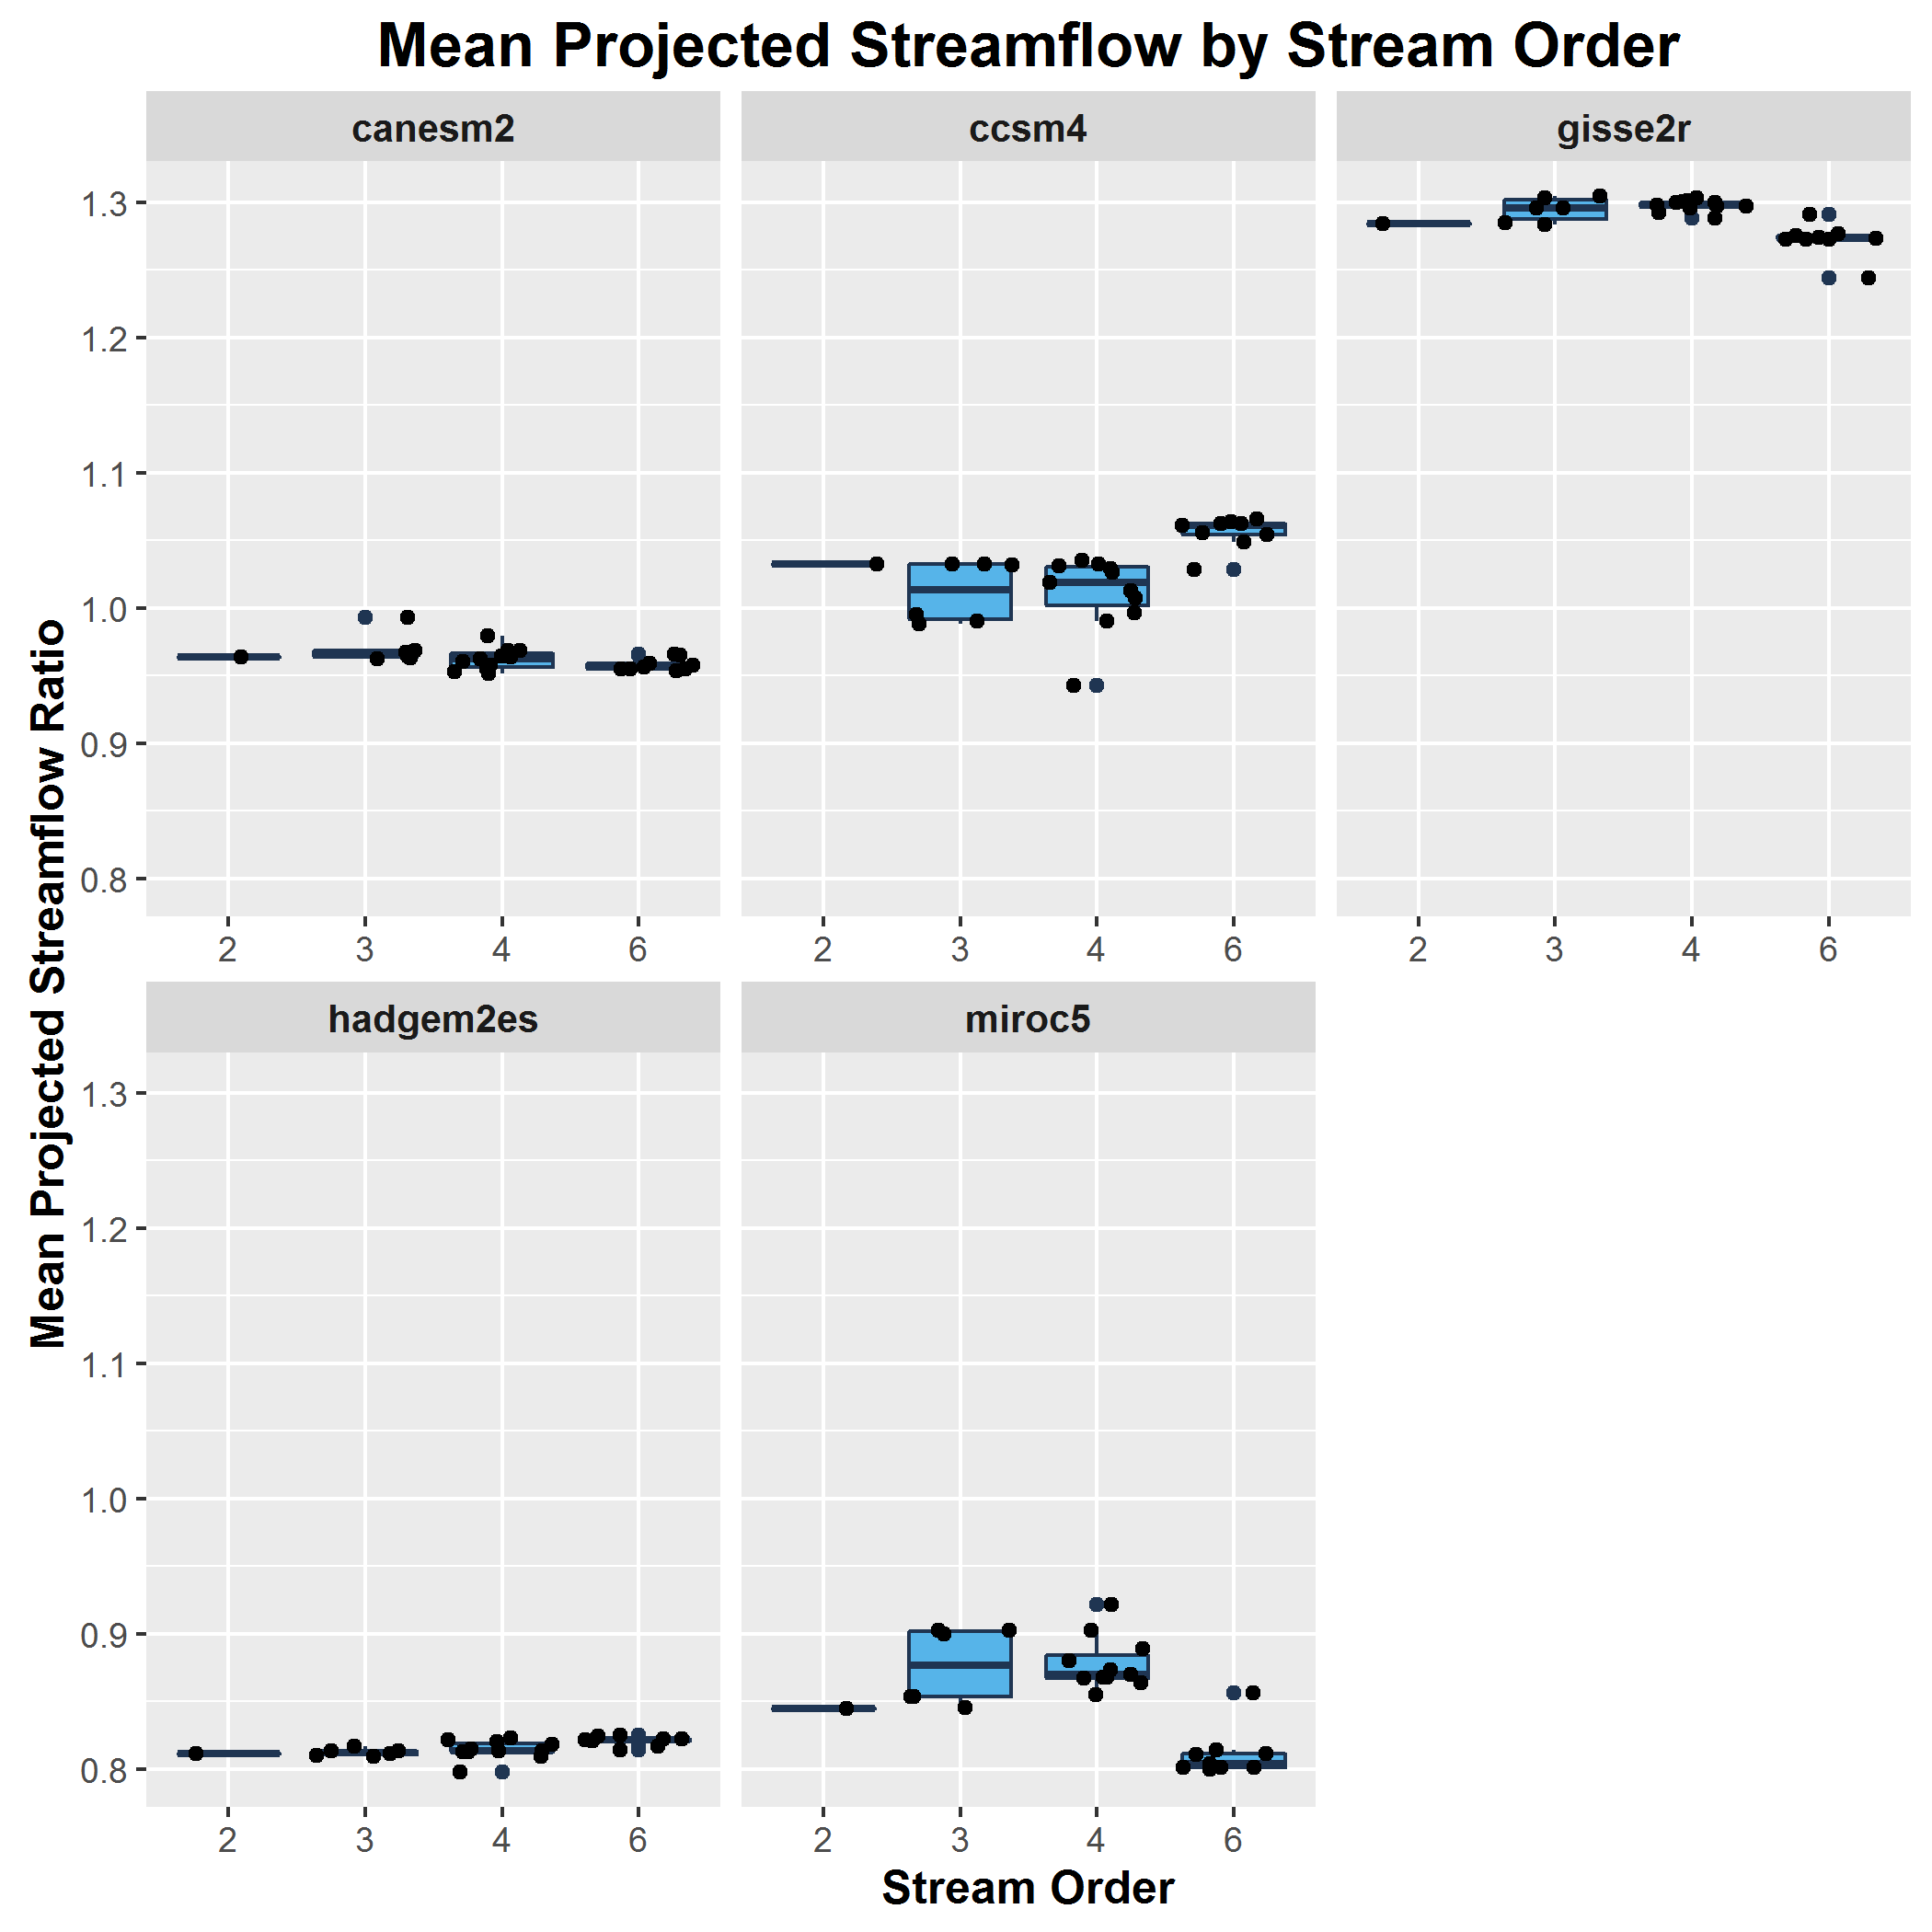 Mean Projected Streamflow by Stream Order
canesm2
ccsm4
gisse2r
1.3
1.2
1.1
1.0
0.9
0.8
2 3 4 6
2 3 4 6
2 3 4 6
Mean Projected Streamflow Ratio
hadgem2es
miroc5
1.3
1.2
1.1
1.0
0.9
0.8
2 3 4 6
2 3 4 6
Stream Order